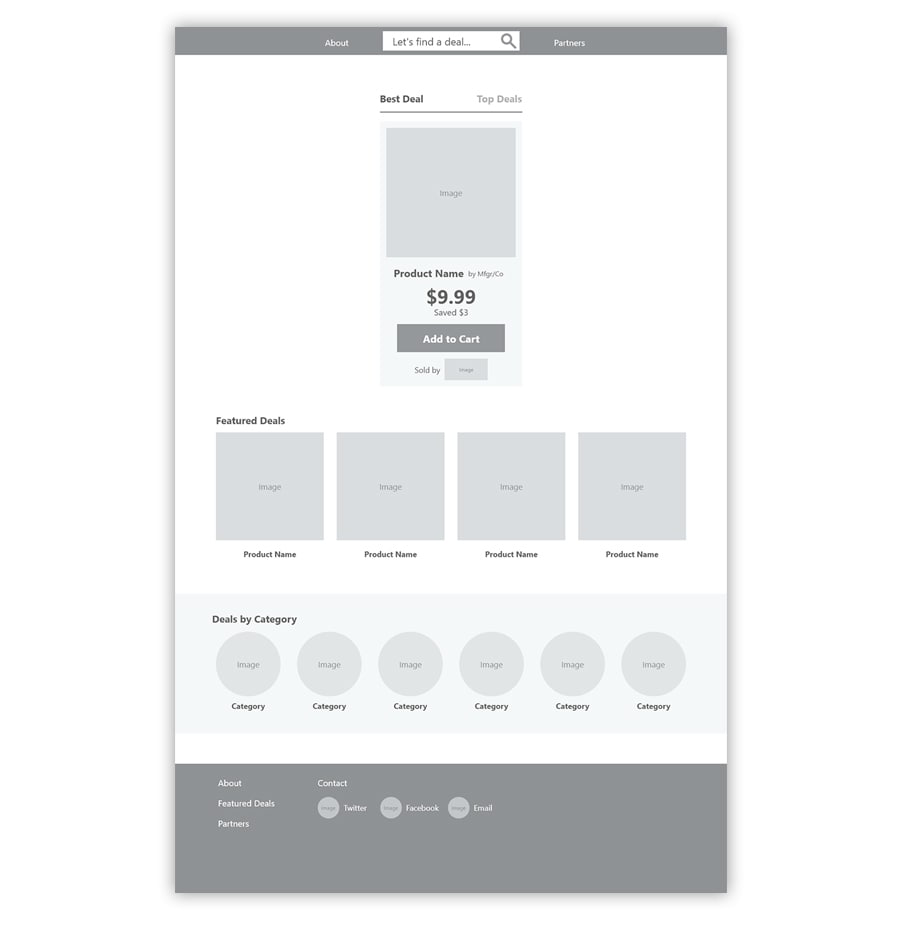 About Let's find a deal... Partners
Best Deal Top Deals
Image
Product Name by Mfgr/Co
$9.99
Saved $3
Add to Cart
Sold by Image
Featured Deals
Image Image Image Image
Product Name Product Name Product Name Product Name
Deals by Category
Image Image Image Image Image Image
Category Category Category Category Category Category
About Contact
Featured Deals Image Twitter Image Facebook Image Email
Partners